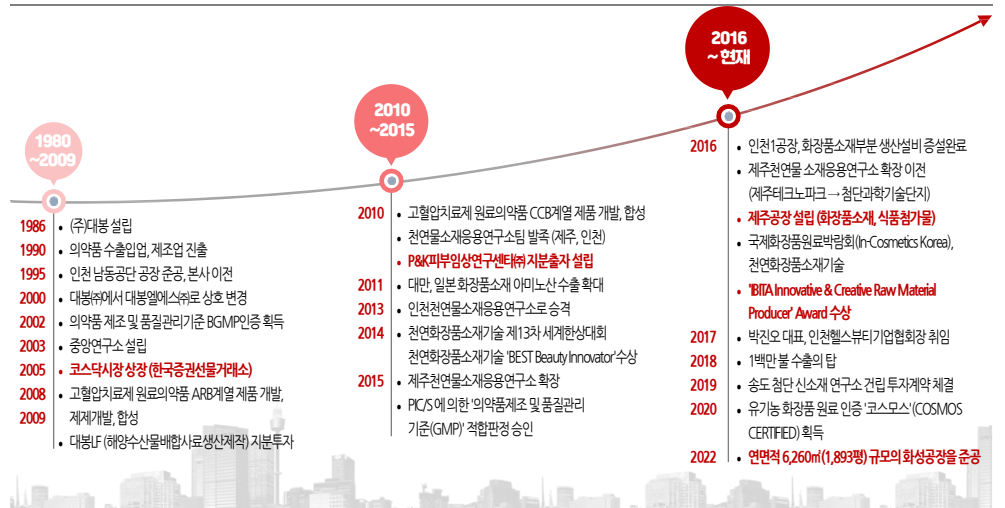 1980
~2009
1986 • (주)대봉 설립
1990 • 의약품 수출입업, 제조업 진출
1995 • 인천 남동공단 공장 준공, 본사 이전
2000 • 대봉㈜에서 대봉엘에스㈜로 상호 변경
2002 • 의약품 제조 및 품질관리기준 BGMP인증 획득
2003 • 중앙연구소 설립
2005 • 코스닥시장 상장 (한국증권선물거래소)
2008 • 고혈압치료제 원료의약품 ARB계열 제품 개발,
2009 제제개발, 합성
• 대봉LF (해양수산물배합사료생산제작) 지분투자
2010
~2015
2010 • 고혈압치료제 원료의약품 CCB계열 제품 개발, 합성
• 천연물소재응용연구소팀 발족 (제주, 인천)
• P&K피부임상연구센타㈜ 지분출자 설립
2011 • 대만, 일본 화장품소재 아미노산 수출 확대
2013 • 인천천연물소재응용연구소로 승격
2014 • 천연화장품소재기술 제13차 세계한상대회
천연화장품소재기술 'BEST Beauty Innovator'수상
2015 • 제주천연물소재응용연구소 확장
• PIC/S 에 의한 '의약품제조 및 품질관리
기준(GMP)' 적합판정 승인
2016
~ 현재
2016 • 인천1공장, 화장품소재부분 생산설비 증설완료
• 제주천연물 소재응용연구소 확장 이전
(제주테크노파크 → 첨단과학기술단지)
• 제주공장 설립 (화장품소재, 식품첨가물)
• 국제화장품원료박람회(In-Cosmetics Korea),
천연화장품소재기술
• 'IBITA Innovative & Creative Raw Material
Producer' Award 수상
2017 • 박진오 대표, 인천헬스뷰티기업협회장 취임
2018 • 1백만 불 수출의 탑
2019 • 송도 첨단 신소재 연구소 건립 투자계약 체결
2020 • 유기농 화장품 원료 인증 '코스모스' (COSMOS
CERTIFIED) 획득
2022 • 연면적 6,260㎡(1,893평) 규모의 화성공장을 준공